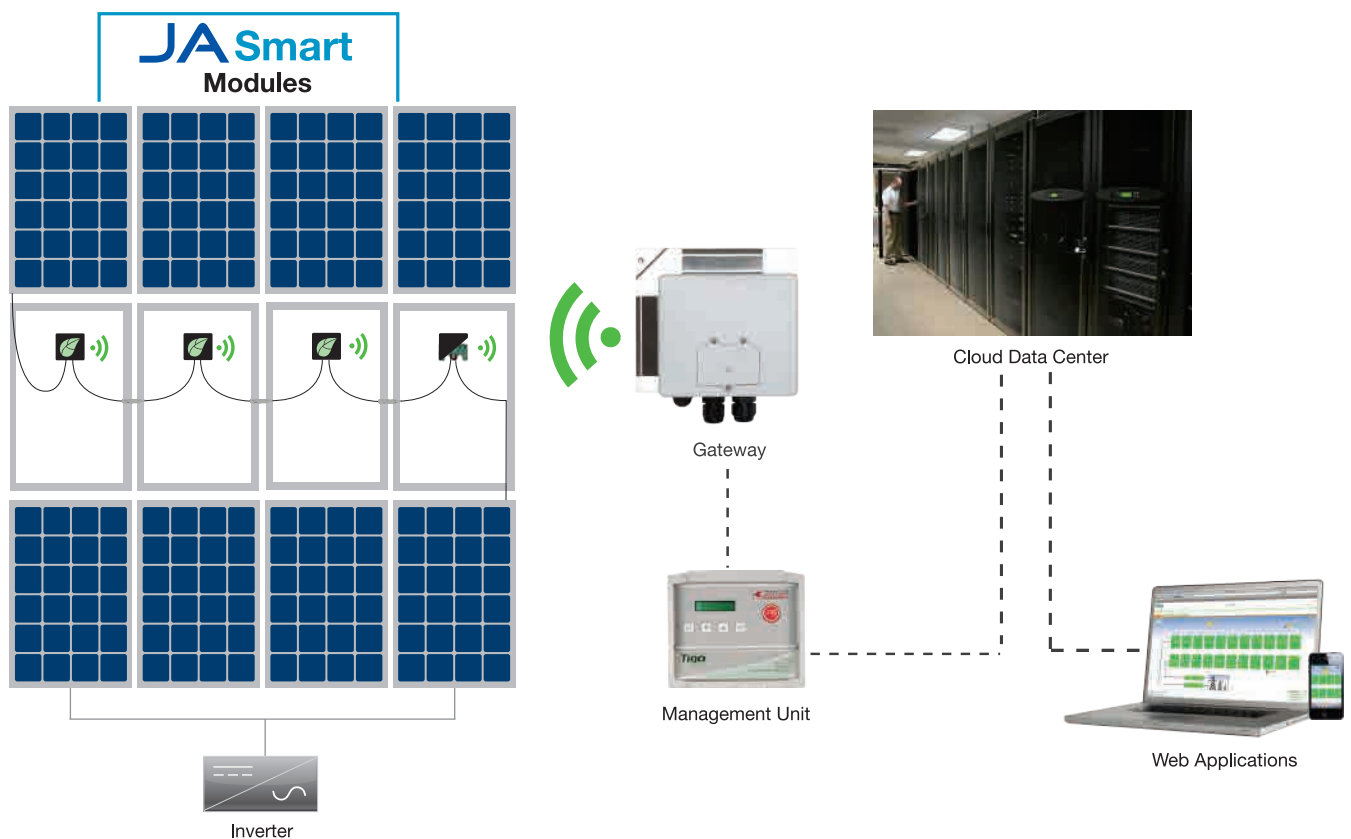 JA Smart
Modules
Cloud Data Center
Gateway
Tigo
Management Unit
Web Applications
Inverter